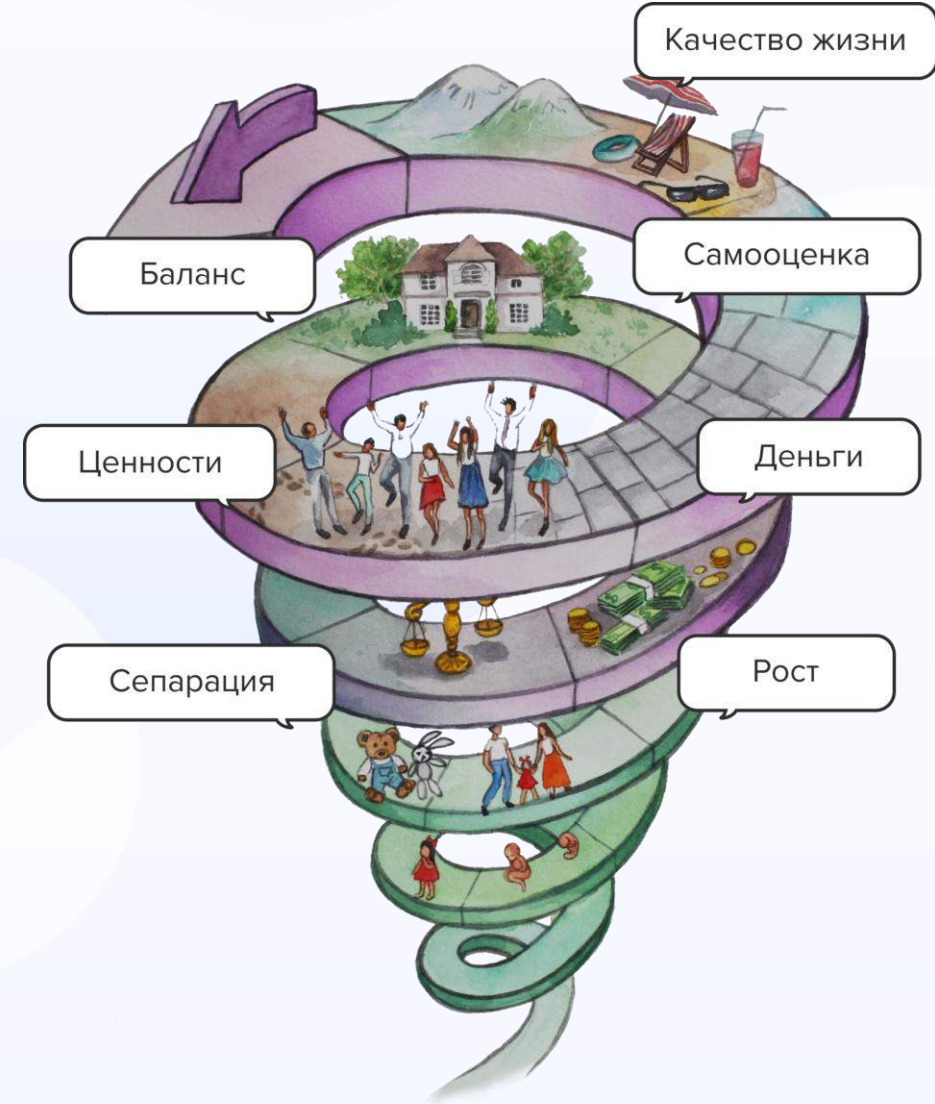 Качество жизни
Баланс
Самооценка
Ценности
Деньги
Сепарация
Рост